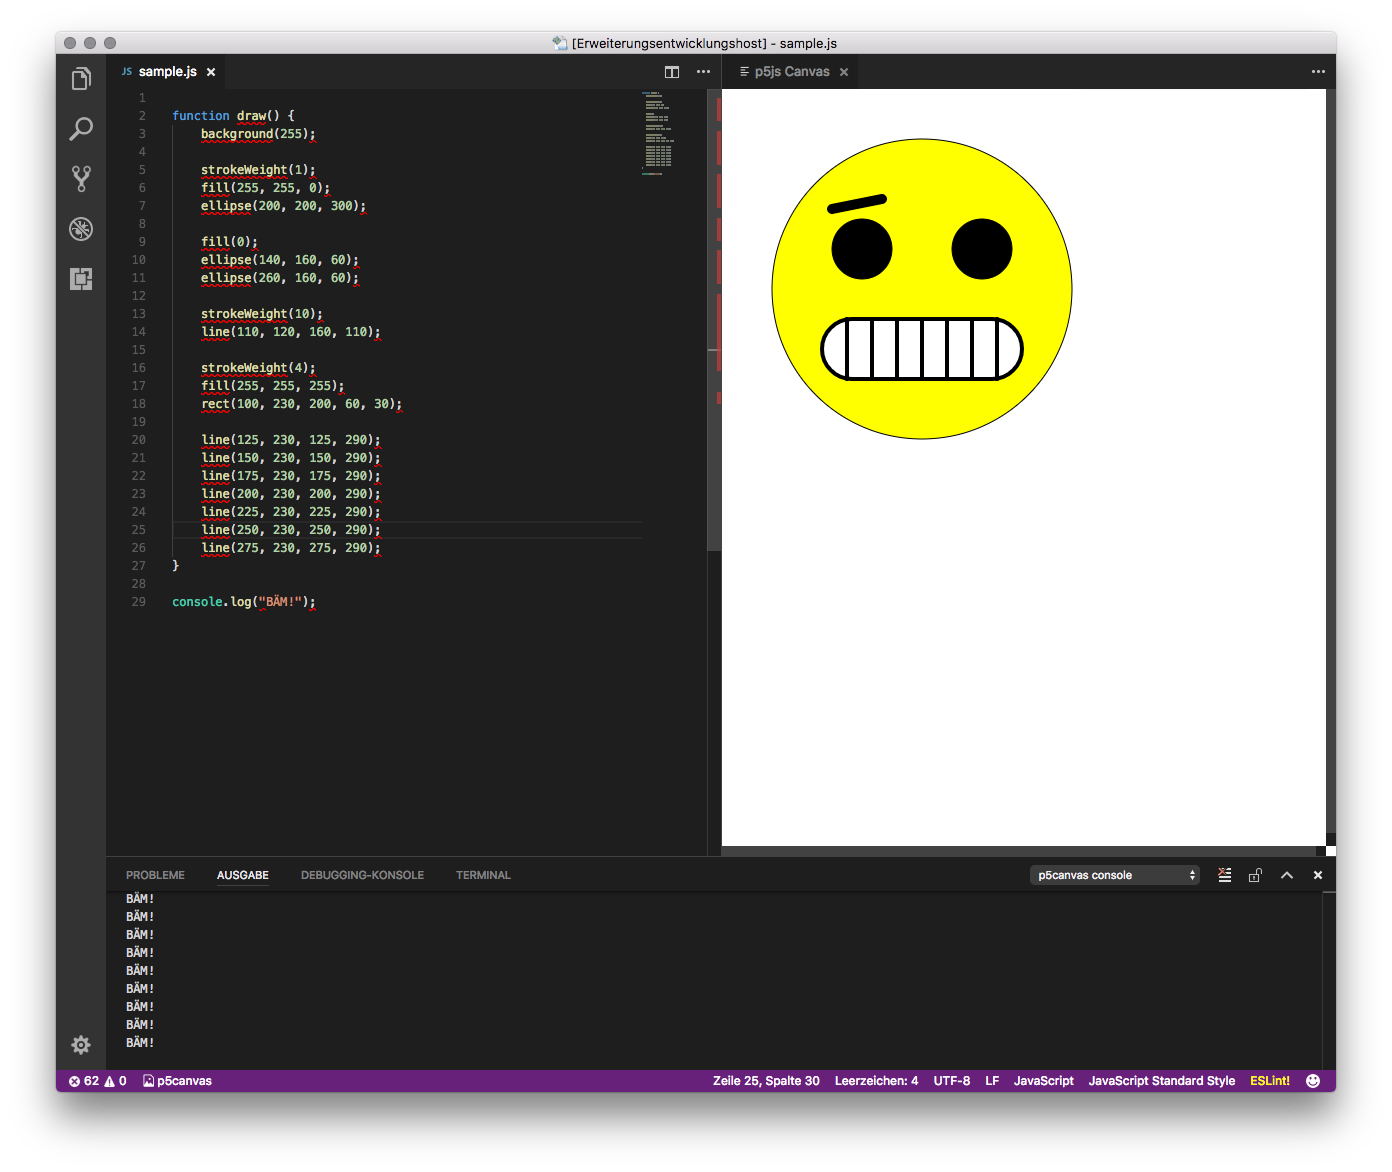 [Erweiterungsentwicklungshost] - sample.js
JS sample.js
p5js Canvas
1
2 function draw() {
3 background(255);
4
5 strokeWeight(1);
6 fill(255, 255, 0);
7 ellipse(200, 200, 300);
8
9 fill(0);
10 ellipse(140, 160, 60);
11 ellipse(260, 160, 60);
12
13 strokeWeight(10);
14 line(110, 120, 160, 110);
15
16 strokeWeight(4);
17 fill(255, 255, 255);
18 rect(100, 230, 200, 60, 30);
19
20 line(125, 230, 125, 290);
21 line(150, 230, 150, 290);
22 line(175, 230, 175, 290);
23 line(200, 230, 200, 290);
24 line(225, 230, 225, 290);
25 line(250, 230, 250, 290);
26 line(275, 230, 275, 290);
27 }
28
29 console.log("BÄM!");
PROBLEME AUSGABE DEBUGGING-KONSOLE TERMINAL p5canvas console
BÄM!
BÄM!
BÄM!
BÄM!
BÄM!
BÄM!
BÄM!
BÄM!
BÄM!
62 0 p5canvas Zeile 25, Spalte 30 Leerzeichen: 4 UTF-8 LF JavaScript JavaScript Standard Style ESLint!